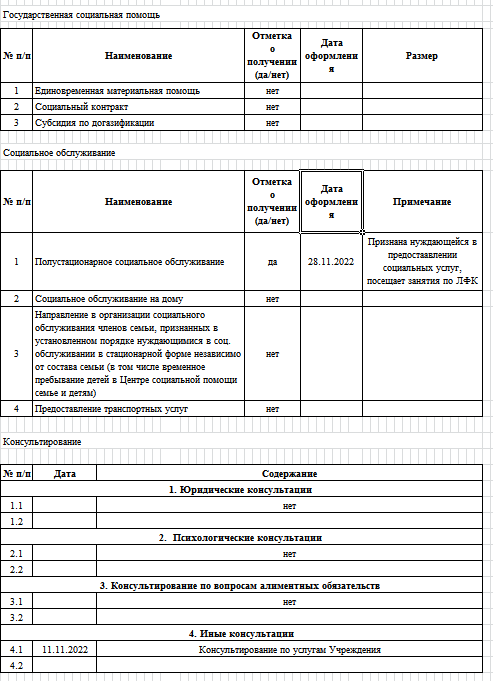 Государственная социальная помощь
№ п/п Наименование Отметка о получении (да/нет) Дата оформления Размер
1 Единовременная материальная помощь нет
2 Социальный контракт нет
3 Субсидия по догазификации нет
Социальное обслуживание
№ п/п Наименование Отметка о получении (да/нет) Дата оформления Примечание
1 Полустационарное социальное обслуживание да 28.11.2022 Признана нуждающейся в предоставлении социальных услуг, посещает занятия по ЛФК
2 Социальное обслуживание на дому нет
3 Направление в организации социального обслуживания членов семьи, признанных в установленном порядке нуждающимися в соц. обслуживании в стационарной форме независимо от состава семьи (в том числе временное пребывание детей в Центре социальной помощи семье и детям) нет
4 Предоставление транспортных услуг нет
Консультирование
№ п/п Дата Содержание
1. Юридические консультации
1.1 нет
1.2
2. Психологические консультации
2.1 нет
2.2
3. Консультирование по вопросам алиментных обязательств
3.1 нет
3.2
4. Иные консультации
4.1 11.11.2022 Консультирование по услугам Учреждения
4.2